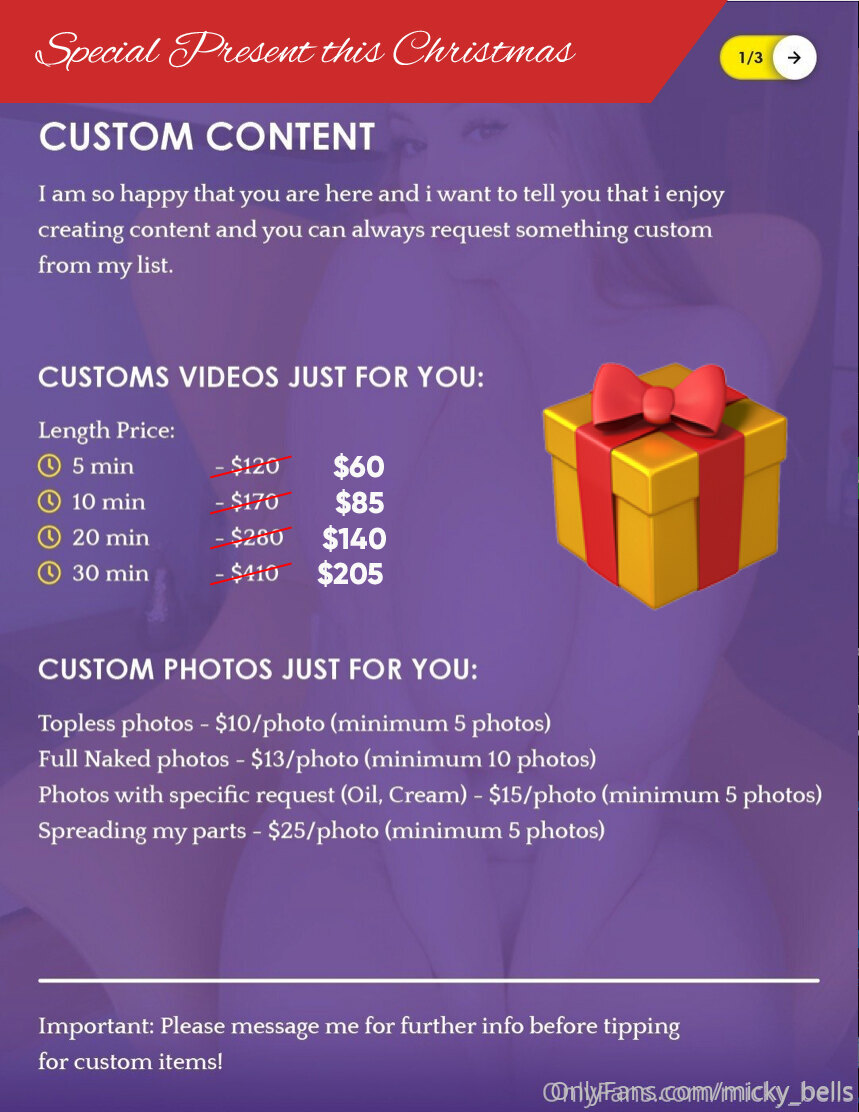 Special Present this Christmas
1/3
CUSTOM CONTENT
I am so happy that you are here and i want to tell you that i enjoy
creating content and you can always request something custom
from my list.
CUSTOMS VIDEOS JUST FOR YOU:
Length Price:
5 min - $120 $60
10 min - $170 $85
20 min - $280 $140
30 min - $410 $205
CUSTOM PHOTOS JUST FOR YOU:
Topless photos - $10/photo (minimum 5 photos)
Full Naked photos - $13/photo (minimum 10 photos)
Photos with specific request (Oil, Cream) - $15/photo (minimum 5 photos)
Spreading my parts - $25/photo (minimum 5 photos)
Important: Please message me for further info before tipping
for custom items!
OnlyFans.com/micky_bells